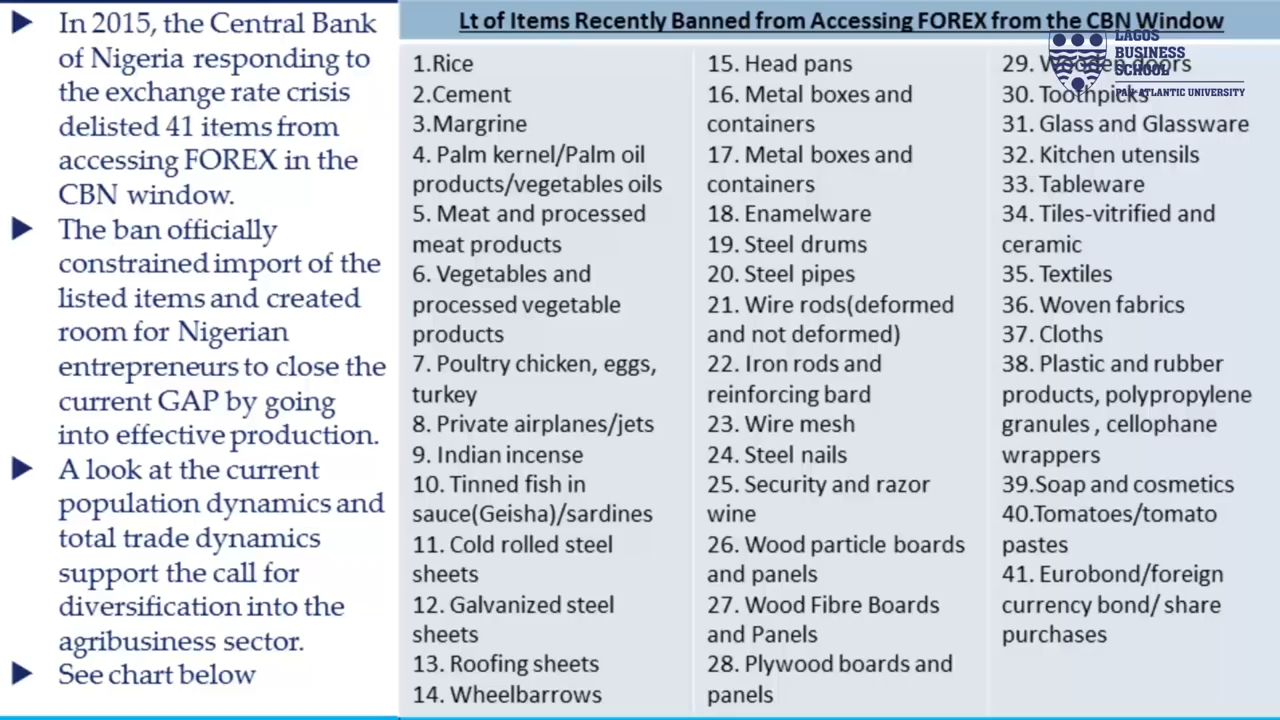 In 2015, the Central Bank
of Nigeria responding to
the exchange rate crisis
delisted 41 items from
accessing FOREX in the
CBN window.
The ban officially
constrained import of the
listed items and created
room for Nigerian
entrepreneurs to close the
current GAP by going
into effective production.
A look at the current
population dynamics and
total trade dynamics
support the call for
diversification into the
agribusiness sector.
See chart below
Lt of Items Recently Banned from Accessing FOREX from the CBN Window
1.Rice
2.Cement
3.Margrine
4. Palm kernel/Palm oil
products/vegetables oils
5. Meat and processed
meat products
6. Vegetables and
processed vegetable
products
7. Poultry chicken, eggs,
turkey
8. Private airplanes/jets
9. Indian incense
10. Tinned fish in
sauce(Geisha)/sardines
11. Cold rolled steel
sheets
12. Galvanized steel
sheets
13. Roofing sheets
14. Wheelbarrows
15. Head pans
16. Metal boxes and
containers
17. Metal boxes and
containers
18. Enamelware
19. Steel drums
20. Steel pipes
21. Wire rods(deformed
and not deformed)
22. Iron rods and
reinforcing bard
23. Wire mesh
24. Steel nails
25. Security and razor
wine
26. Wood particle boards
and panels
27. Wood Fibre Boards
and Panels
28. Plywood boards and
panels
29. Wooden doors
30. Toothpicks
31. Glass and Glassware
32. Kitchen utensils
33. Tableware
34. Tiles-vitrified and
ceramic
35. Textiles
36. Woven fabrics
37. Cloths
38. Plastic and rubber
products, polypropylene
granules , cellophane
wrappers
39.Soap and cosmetics
40.Tomatoes/tomato
pastes
41. Eurobond/foreign
currency bond/ share
purchases
LAGOS
BUSINESS
SCHOOL
PAN-ATLANTIC UNIVERSITY